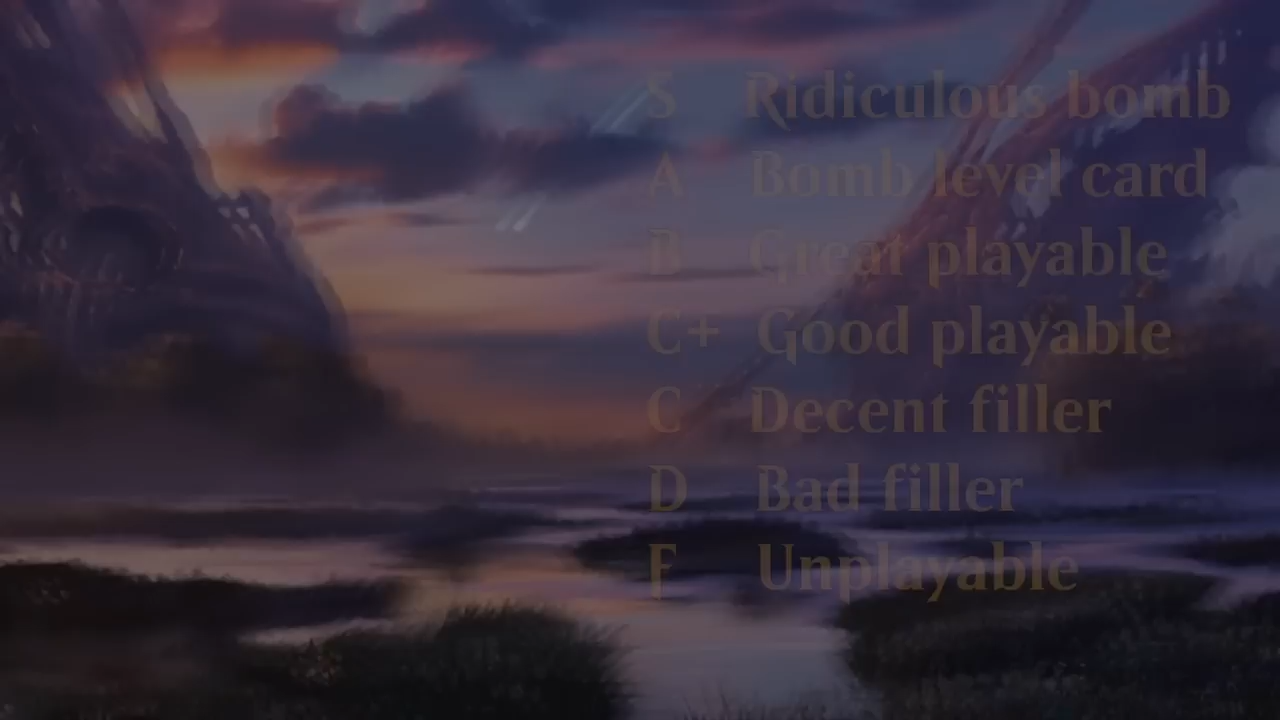 S Ridiculous bomb
A Bomb level card
B Great playable
C+ Good playable
C Decent filler
D Bad filler
F Unplayable